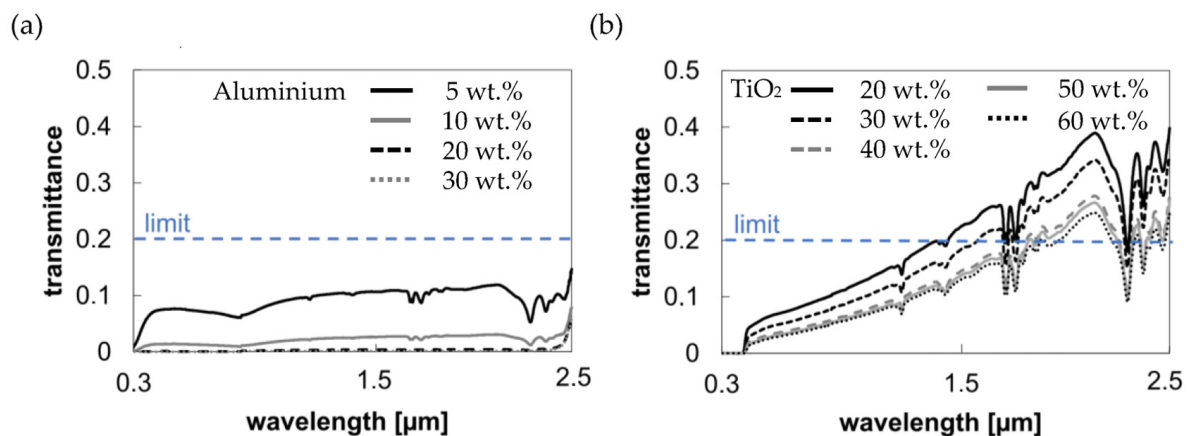 (a)
0.5
0.4
0.3
0.2
0.1
0
transmittance
Aluminium
5 wt.%
10 wt.%
20 wt.%
30 wt.%
limit
0.3
1.5
2.5
wavelength [µm]
(b)
0.5
0.4
0.3
0.2
0.1
0
transmittance
TiO₂
20 wt.%
30 wt.%
40 wt.%
50 wt.%
60 wt.%
limit
0.3
1.5
2.5
wavelength [µm]